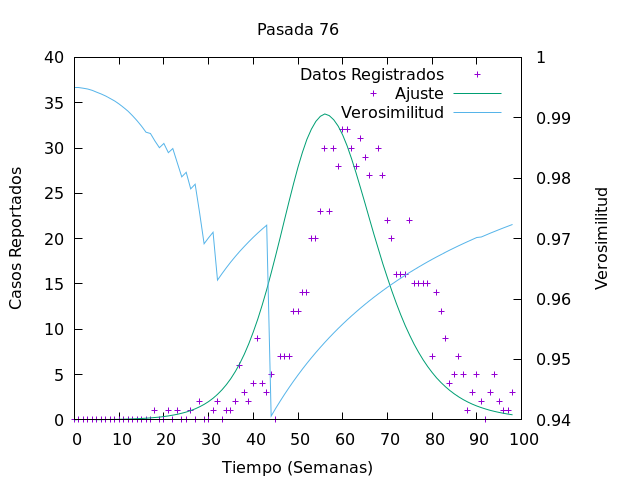 Pasada 76
40
35
30
25
20
15
10
5
0
1
0.99
0.98
0.97
0.96
0.95
0.94
0 10 20 30 40 50 60 70 80 90 100
Casos Reportados
Verosimilitud
Tiempo (Semanas)
Datos Registrados
Ajuste
Verosimilitud